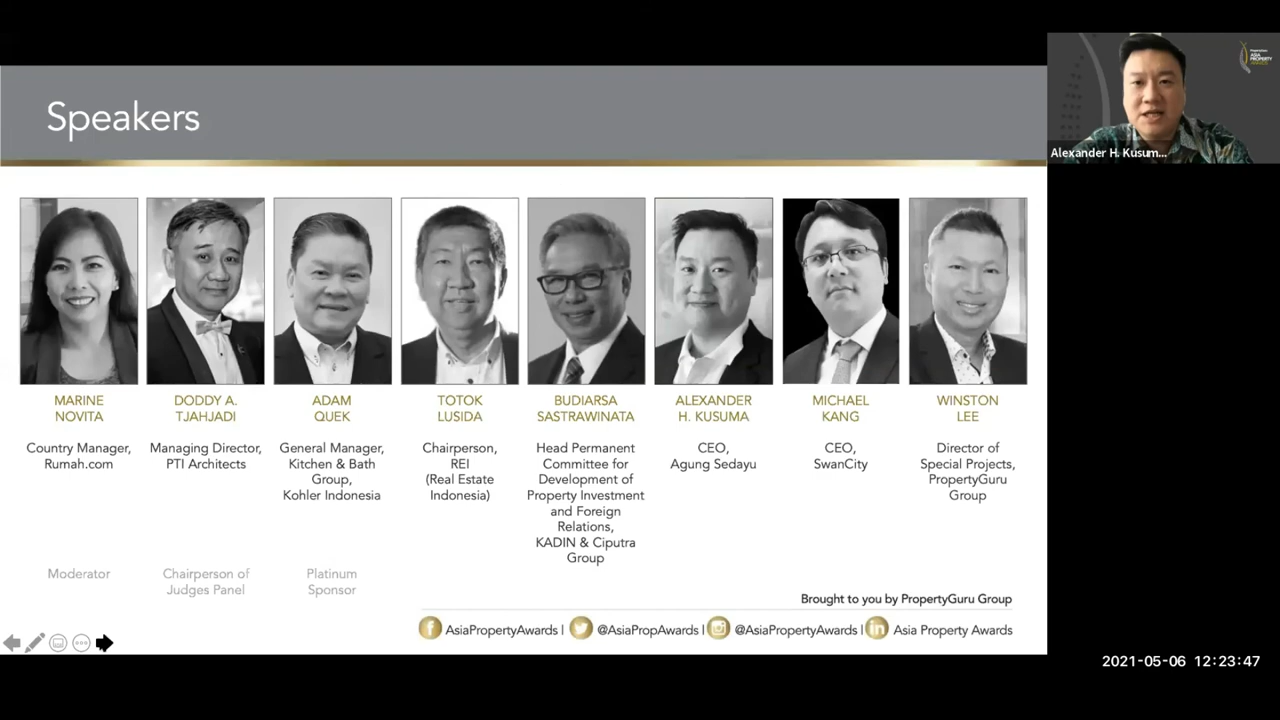 Speakers
PropertyGuru
ASIA
PROPERTY
AWARDS
Alexander H. Kusum...
MARINE
NOVITA
Country Manager,
Rumah.com
Moderator
DODDY A.
TJAHJADI
Managing Director,
PTI Architects
Chairperson of
Judges Panel
ADAM
QUEK
General Manager,
Kitchen & Bath
Group,
Kohler Indonesia
Platinum
Sponsor
TOTOK
LUSIDA
Chairperson,
REI
(Real Estate
Indonesia)
BUDIARSA
SASTRAWINATA
Head Permanent
Committee for
Development of
Property Investment
and Foreign
Relations,
KADIN & Ciputra
Group
ALEXANDER
H. KUSUMA
CEO,
Agung Sedayu
MICHAEL
KANG
CEO,
SwanCity
WINSTON
LEE
Director of
Special Projects,
PropertyGuru
Group
Brought to you by PropertyGuru Group
AsiaPropertyAwards | @AsiaPropAwards | @AsiaPropertyAwards | Asia Property Awards
2021-05-06 12:23:47